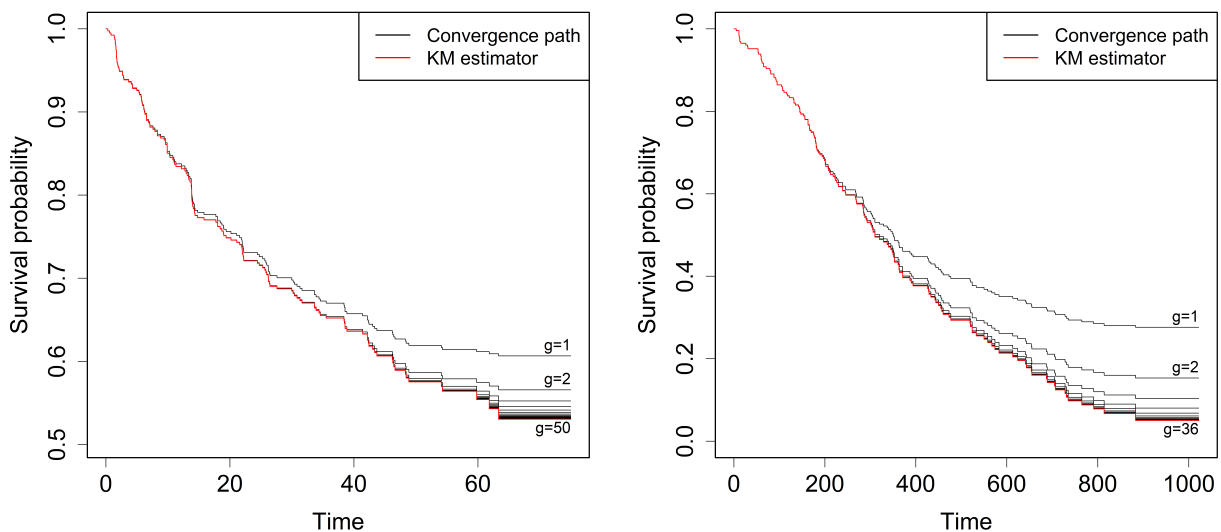 Convergence path
KM estimator
Survival probability
1.0
0.9
0.8
0.7
0.6
0.5
g=1
g=2
g=50
0 20 40 60
Time
Convergence path
KM estimator
Survival probability
1.0
0.8
0.6
0.4
0.2
0.0
g=1
g=2
g=36
0 200 400 600 800 1000
Time